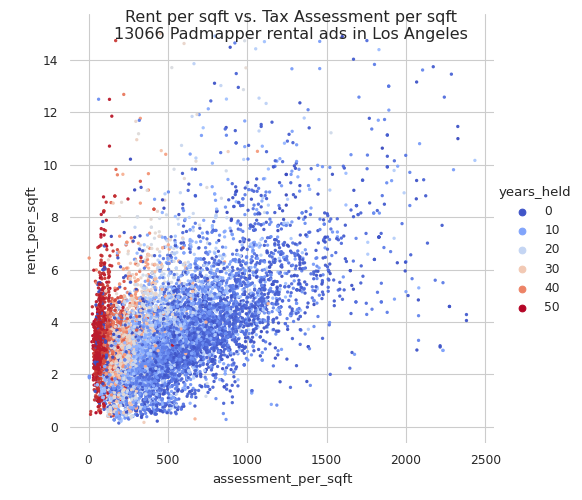 Rent per sqft vs. Tax Assessment per sqft
13066 Padmapper rental ads in Los Angeles
14
12
10
8
6
4
2
0
rent_per_sqft
0 500 1000 1500 2000 2500
assessment_per_sqft
years_held
0
10
20
30
40
50